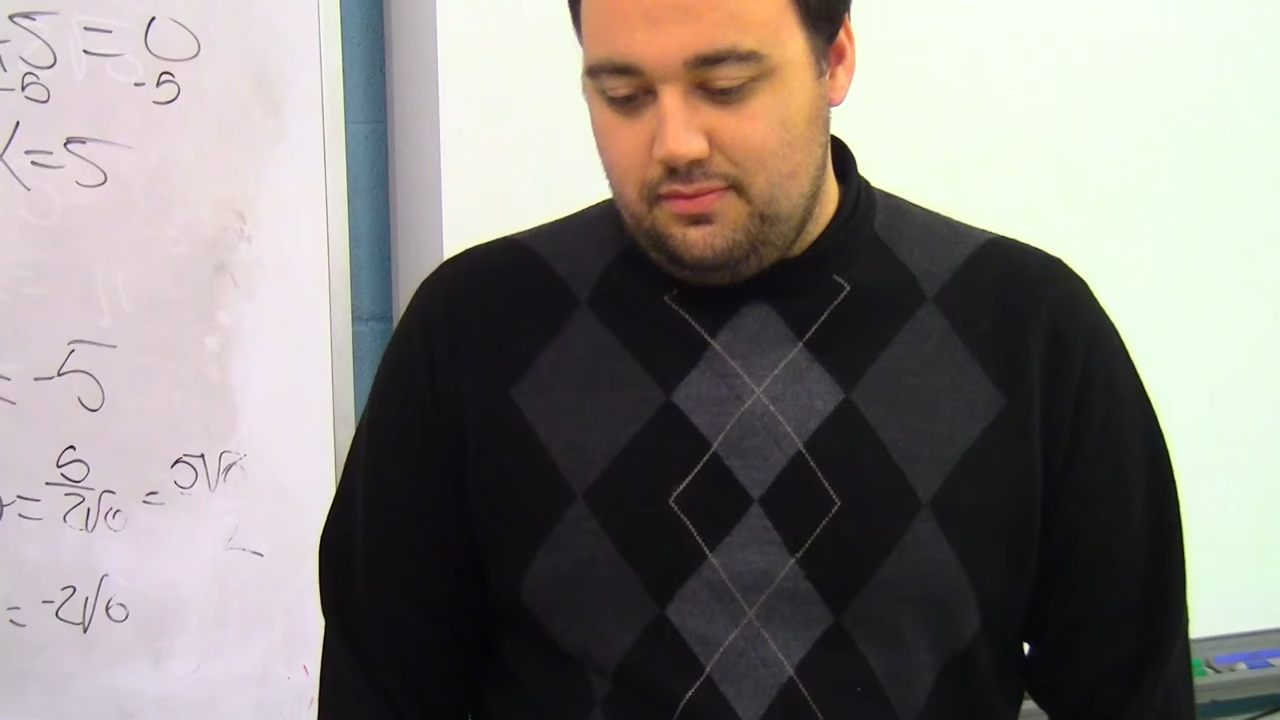 +5 = 0
-5 -5
x = 5
= -5
= 5/2√6 = 5√6
= -2√6